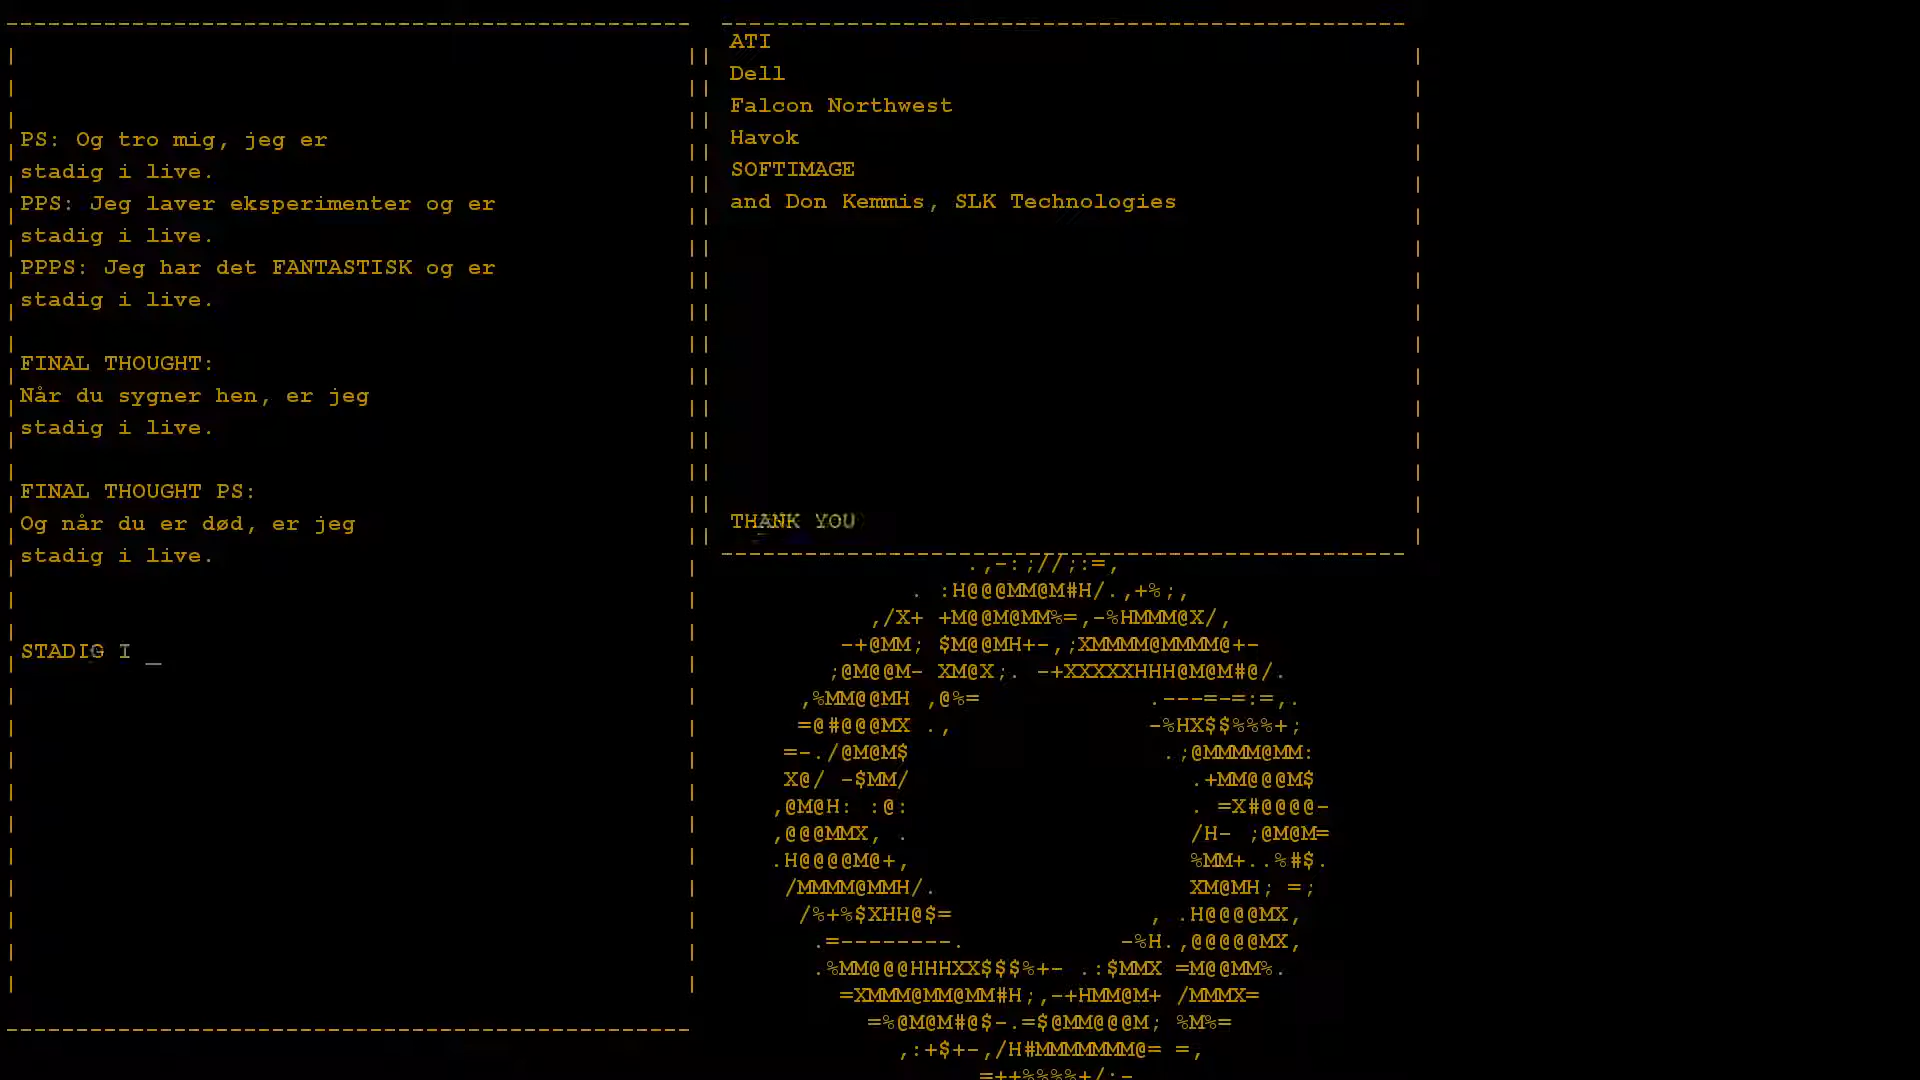 PS: Og tro mig, jeg er
stadig i live.
PPS: Jeg laver eksperimenter og er
stadig i live.
PPPS: Jeg har det FANTASTISK og er
stadig i live.
FINAL THOUGHT:
Når du sygner hen, er jeg
stadig i live.
FINAL THOUGHT PS:
Og når du er død, er jeg
stadig i live.
STADIG I _
ATI
Dell
Falcon Northwest
Havok
SOFTIMAGE
and Don Kemmis, SLK Technologies
THANK YOU